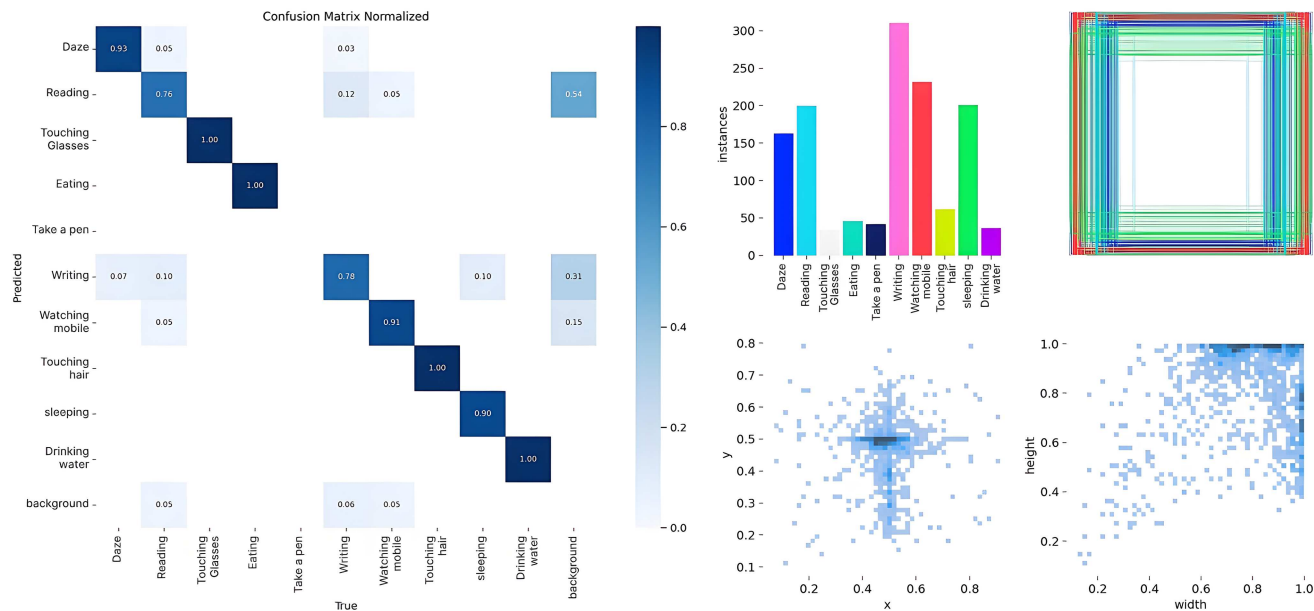 Confusion Matrix Normalized
Predicted
Daze
Reading
Touching
Glasses
Eating
Take a pen
Writing
Watching
mobile
Touching
hair
sleeping
Drinking
water
background
0.93
0.05
0.03
0.76
0.12
0.05
0.54
1.00
1.00
0.07
0.10
0.78
0.10
0.31
0.05
0.91
0.15
1.00
0.90
1.00
0.05
0.06
0.05
Daze
Reading
Touching
Glasses
Eating
Take a pen
Writing
Watching
mobile
Touching
hair
sleeping
Drinking
water
background
True
0.8
0.6
0.4
0.2
0.0
instances
300
250
200
150
100
50
0
Daze
Reading
Touching
Glasses
Eating
Take a pen
Writing
Watching
mobile
Touching
hair
sleeping
Drinking
water
y
0.8
0.7
0.6
0.5
0.4
0.3
0.2
0.1
0.2
0.4
0.6
0.8
x
height
1.0
0.8
0.6
0.4
0.2
0.2
0.4
0.6
0.8
1.0
width